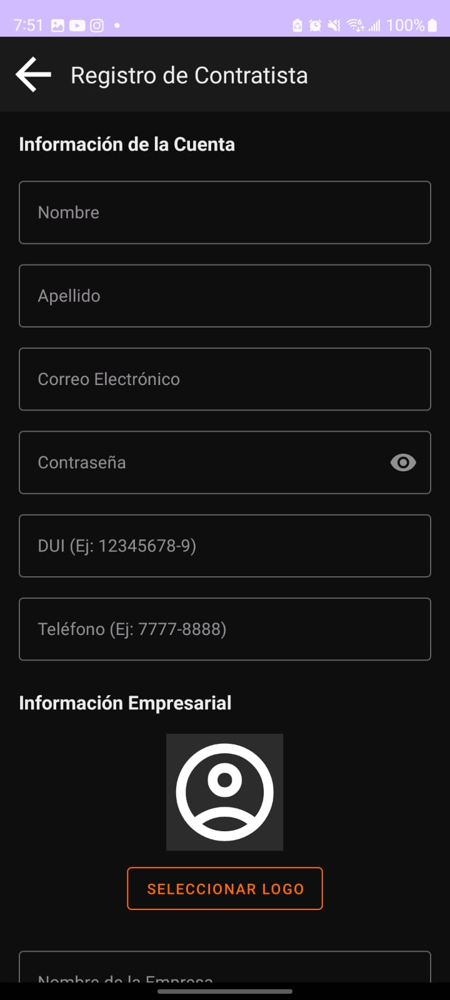 7:51
100%
Registro de Contratista
Información de la Cuenta
Nombre
Apellido
Correo Electrónico
Contraseña
DUI (Ej: 12345678-9)
Teléfono (Ej: 7777-8888)
Información Empresarial
SELECCIONAR LOGO
Nombre de la Empresa